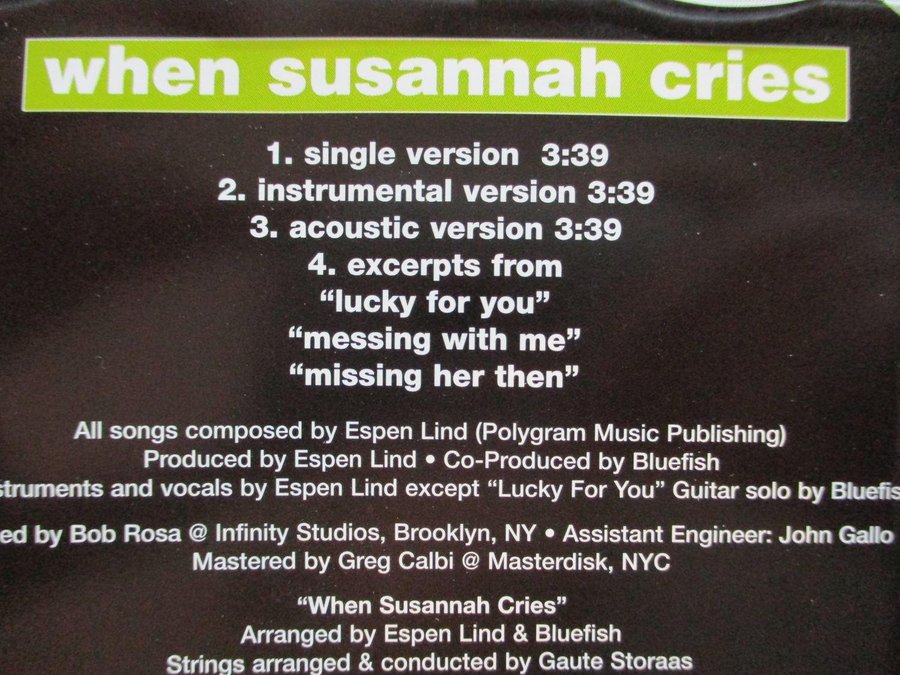 when susannah cries
1. single version 3:39
2. instrumental version 3:39
3. acoustic version 3:39
4. excerpts from
“lucky for you”
“messing with me”
“missing her then”
All songs composed by Espen Lind (Polygram Music Publishing)
Produced by Espen Lind • Co-Produced by Bluefish
and vocals by Espen Lind except “Lucky For You” Guitar solo by
by Bob Rosa @ Infinity Studios, Brooklyn, NY • Assistant Engineer: John Gallo
Mastered by Greg Calbi @ Masterdisk, NYC
“When Susannah Cries”
Arranged by Espen Lind & Bluefish
Strings arranged & conducted by Gaute Storaas